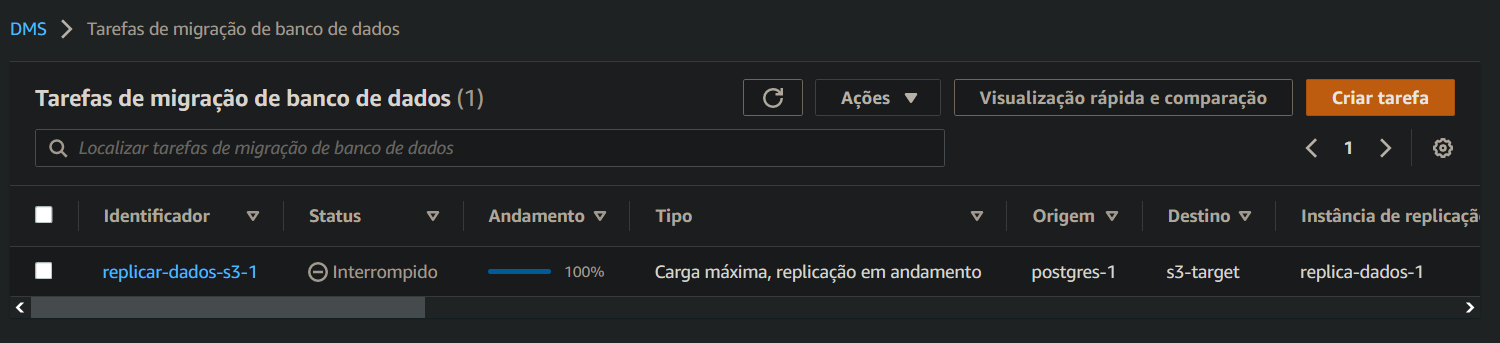 DMS > Tarefas de migração de banco de dados
Tarefas de migração de banco de dados (1)
Ações
Visualização rápida e comparação
Criar tarefa
Localizar tarefas de migração de banco de dados
1
Identificador Status Andamento Tipo Origem Destino Instância de replicação
replicar-dados-s3-1 Interrompido 100% Carga máxima, replicação em andamento postgres-1 s3-target replica-dados-1